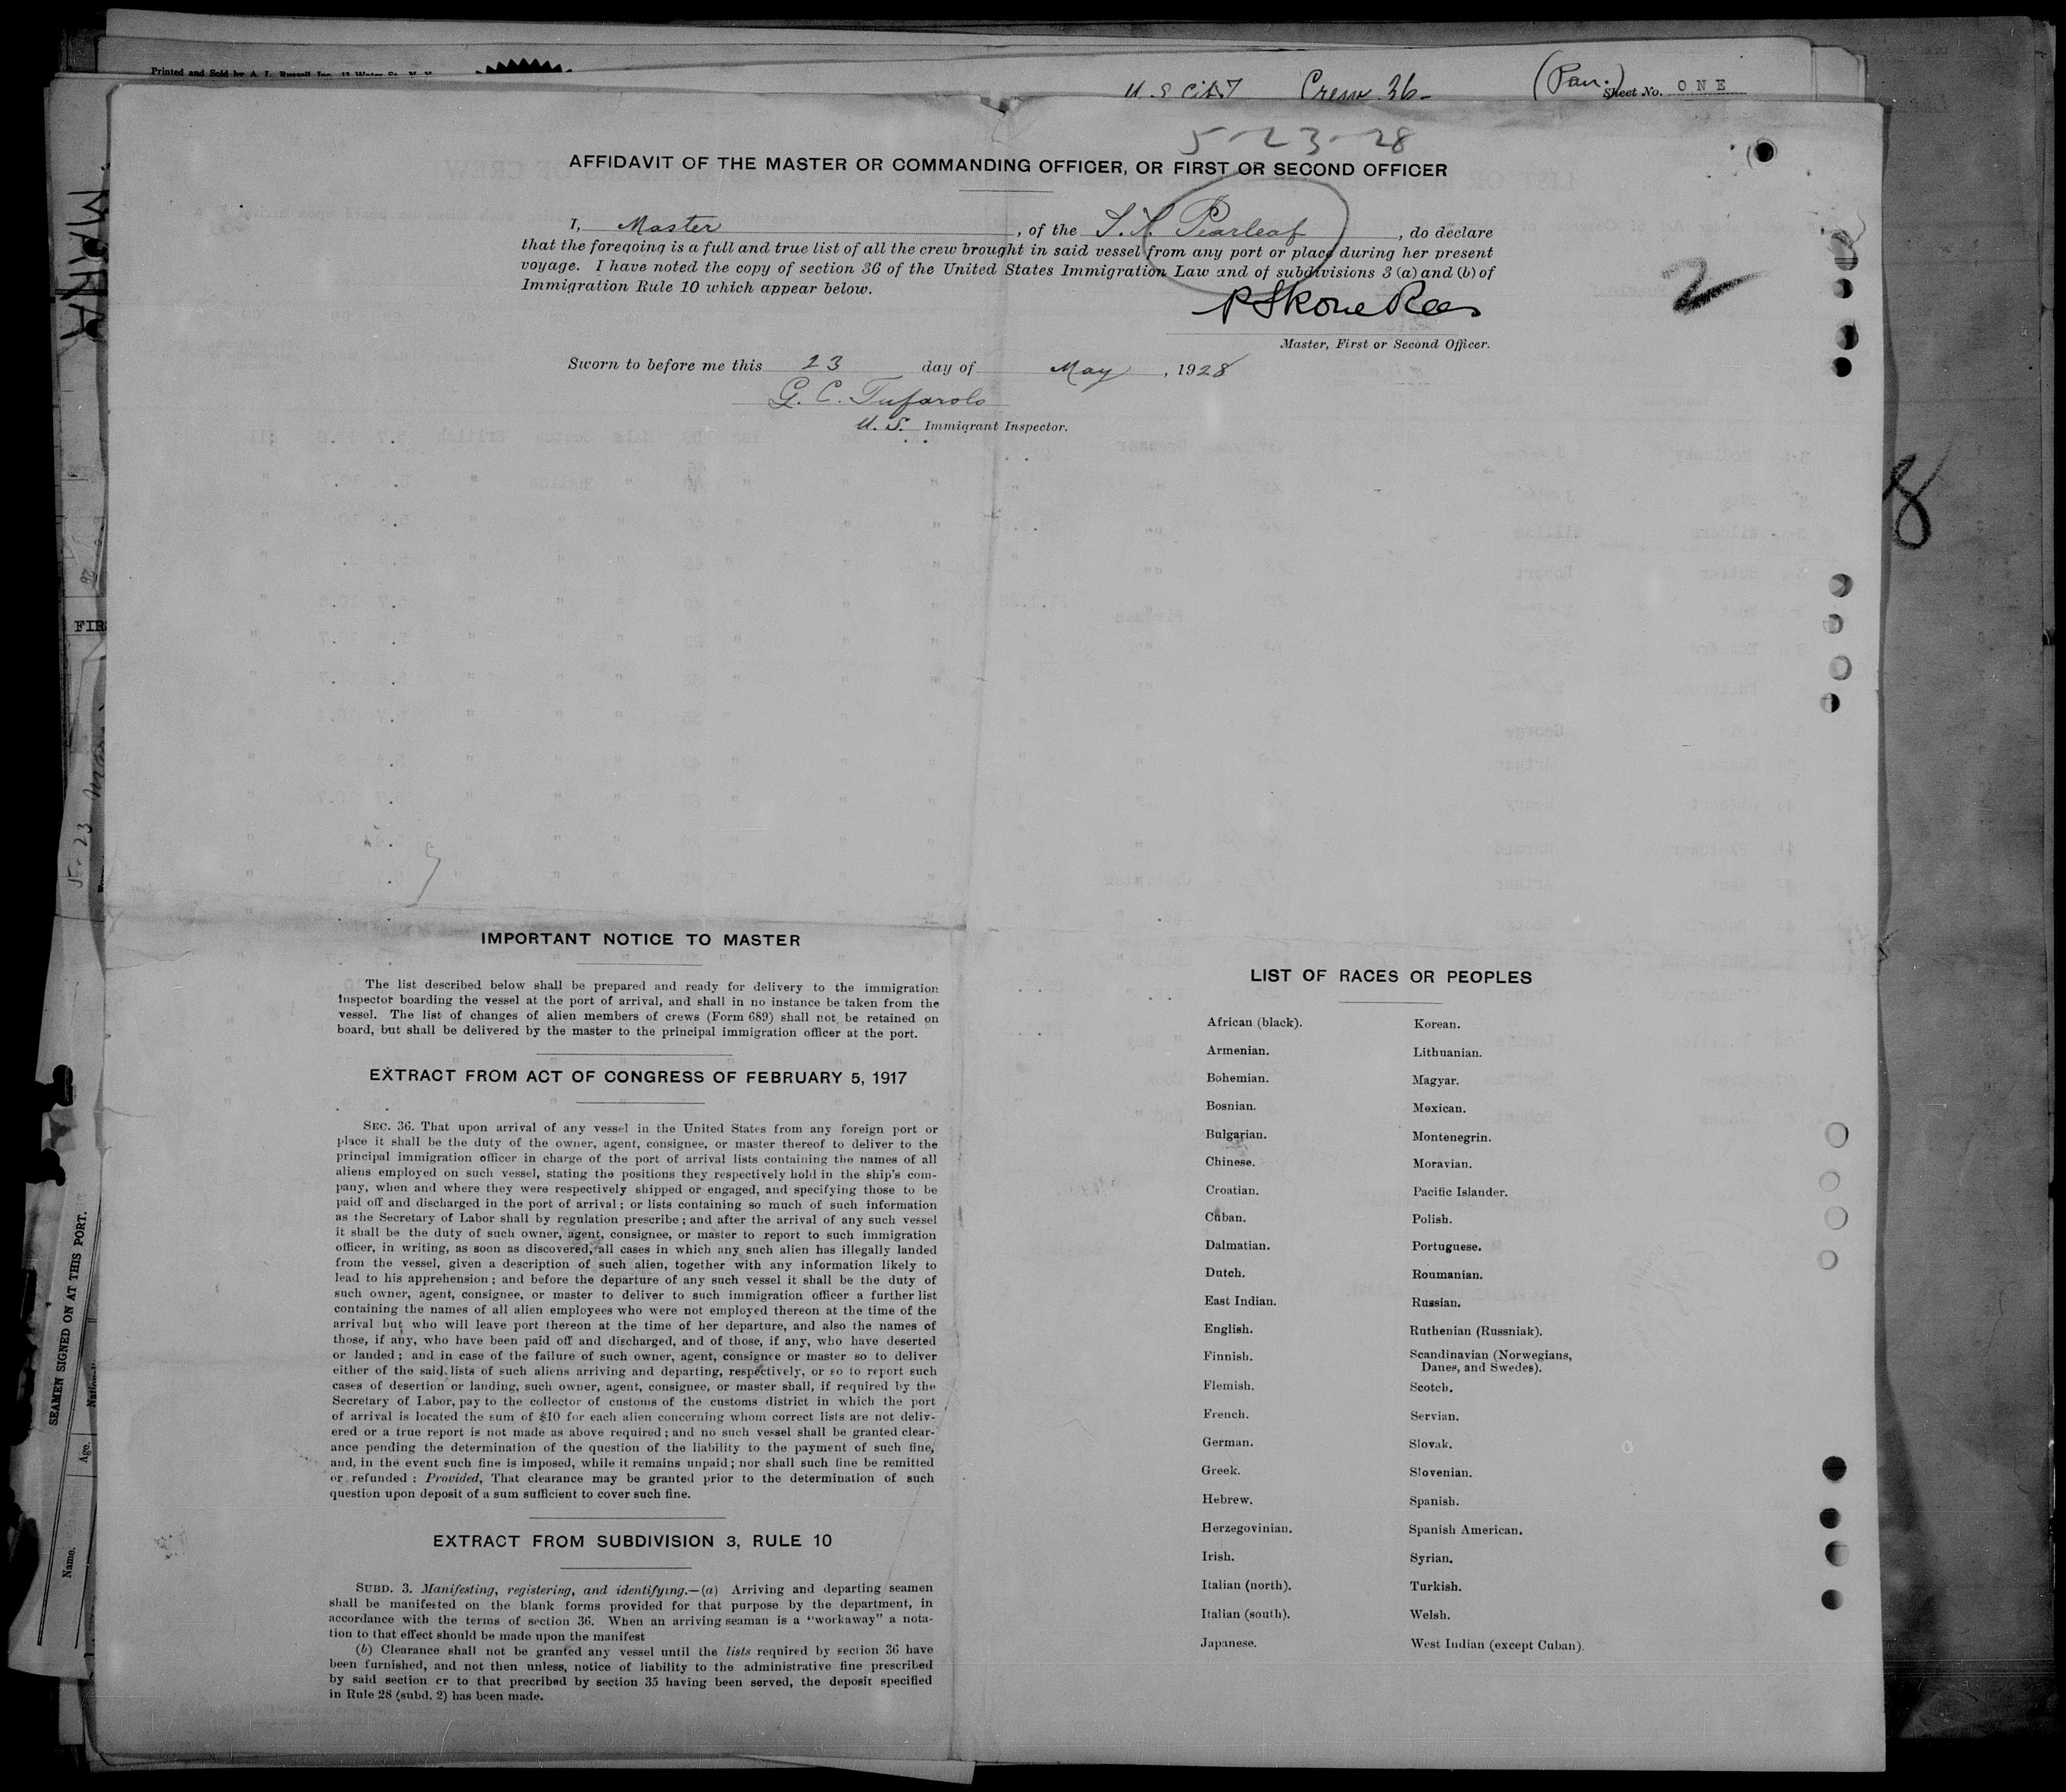 Printed and Sold by A. L. Russell Inc.
U.S. Crew 36-
(Pan.)
Sheet No. ONE
5-23-28
AFFIDAVIT OF THE MASTER OR COMMANDING OFFICER, OR FIRST OR SECOND OFFICER
I, Master, of the S.S. Pearleaf, do declare
that the foregoing is a full and true list of all the crew brought in said vessel from any port or place during her present
voyage. I have noted the copy of section 36 of the United States Immigration Law and of subdivisions 3 (a) and (b) of
Immigration Rule 10 which appear below.
2
R Skone Rees
Master, First or Second Officer.
Sworn to before me this 23 day of May, 1928
G. C. Tufarolo
U. S. Immigrant Inspector.
MARA
8
FIR
IMPORTANT NOTICE TO MASTER
The list described below shall be prepared and ready for delivery to the immigration
inspector boarding the vessel at the port of arrival, and shall in no instance be taken from the
vessel. The list of changes of alien members of crews (Form 689) shall not be retained on
board, but shall be delivered by the master to the principal immigration officer at the port.
EXTRACT FROM ACT OF CONGRESS OF FEBRUARY 5, 1917
SEC. 36. That upon arrival of any vessel in the United States from any foreign port or
place it shall be the duty of the owner, agent, consignee, or master thereof to deliver to the
principal immigration officer in charge of the port of arrival lists containing the names of all
aliens employed on such vessel, stating the positions they respectively hold in the ship's com-
pany, when and where they were respectively shipped or engaged, and specifying those to be
paid off and discharged in the port of arrival; or lists containing so much of such information
as the Secretary of Labor shall by regulation prescribe; and after the arrival of any such vessel
it shall be the duty of such owner, agent, consignee, or master to report to such immigration
officer, in writing, as soon as discovered, all cases in which any such alien has illegally landed
from the vessel, given a description of such alien, together with any information likely to
lead to his apprehension; and before the departure of any such vessel it shall be the duty of
such owner, agent, consignee, or master to deliver to such immigration officer a further list
containing the names of all alien employees who were not employed thereon at the time of the
arrival but who will leave port thereon at the time of her departure, and also the names of
those, if any, who have been paid off and discharged, and of those, if any, who have deserted
or landed; and in case of the failure of such owner, agent, consignee or master so to deliver
either of the said lists of such aliens arriving and departing, respectively, or so to report such
cases of desertion or landing, such owner, agent, consignee, or master shall, if required by the
Secretary of Labor, pay to the collector of customs of the customs district in which the port
of arrival is located the sum of $10 for each alien concerning whom correct lists are not deliv-
ered or a true report is not made as above required; and no such vessel shall be granted clear-
ance pending the determination of the question of the liability to the payment of such fine,
and, in the event such fine is imposed, while it remains unpaid; nor shall such fine be remitted
or refunded: Provided, That clearance may be granted prior to the determination of such
question upon deposit of a sum sufficient to cover such fine.
EXTRACT FROM SUBDIVISION 3, RULE 10
SUBD. 3. Manifesting, registering, and identifying.—(a) Arriving and departing seamen
shall be manifested on the blank forms provided for that purpose by the department, in
accordance with the terms of section 36. When an arriving seaman is a "workaway" a nota-
tion to that effect should be made upon the manifest
(b) Clearance shall not be granted any vessel until the lists required by section 36 have
been furnished, and not then unless, notice of liability to the administrative fine prescribed
by said section or to that precribed by section 35 having been served, the deposit specified
in Rule 28 (subd. 2) has been made.
LIST OF RACES OR PEOPLES
African (black).
Armenian.
Bohemian.
Bosnian.
Bulgarian.
Chinese.
Croatian.
Cuban.
Dalmatian.
Dutch.
East Indian.
English.
Finnish.
Flemish.
French.
German.
Greek.
Hebrew.
Herzegovinian.
Irish.
Italian (north).
Italian (south).
Japanese.
Korean.
Lithuanian.
Magyar.
Mexican.
Montenegrin.
Moravian.
Pacific Islander.
Polish.
Portuguese.
Roumanian.
Russian.
Ruthenian (Russniak).
Scandinavian (Norwegians,
Danes, and Swedes).
Scotch.
Servian.
Slovak.
Slovenian.
Spanish.
Spanish American.
Syrian.
Turkish.
Welsh.
West Indian (except Cuban).
SEAMEN SIGNED ON AT THIS PORT.
Name.
Age.